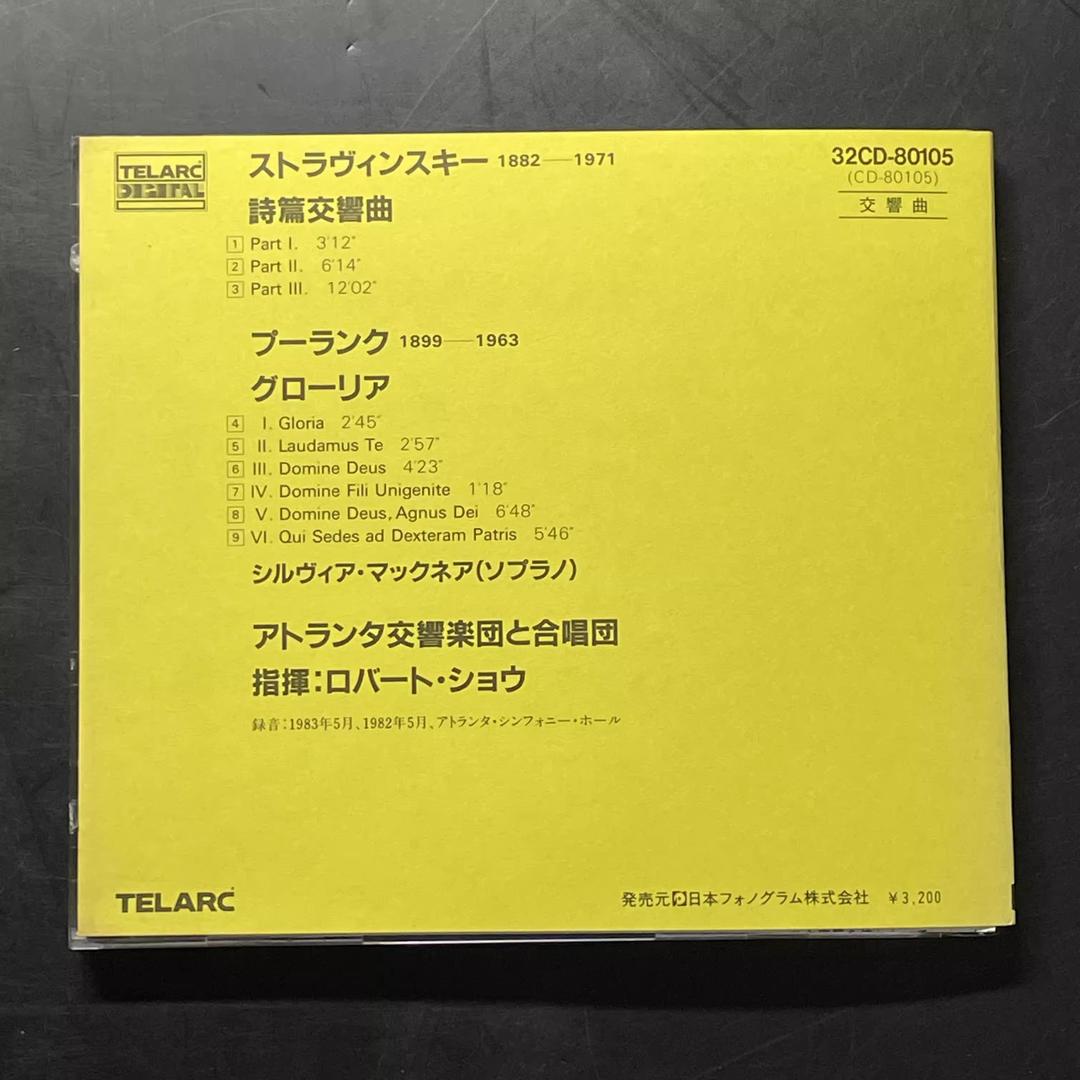 TELARC
DIGITAL
ストラヴィンスキー 1882—1971
詩篇交響曲
1 Part I. 3'12"
2 Part II. 6'14"
3 Part III. 12'02"
プーランク 1899—1963
グローリア
4 I. Gloria 2'45"
5 II. Laudamus Te 2'57"
6 III. Domine Deus 4'23"
7 IV. Domine Fili Unigenite 1'18"
8 V. Domine Deus, Agnus Dei 6'48"
9 VI. Qui Sedes ad Dexteram Patris 5'46"
シルヴィア・マックネア(ソプラノ)
アトランタ交響楽団と合唱団
指揮:ロバート・ショウ
録音:1983年5月、1982年5月、アトランタ・シンフォニー・ホール
32CD-80105
(CD-80105)
交響曲
TELARC
発売元 日本フォノグラム株式会社 ¥3,200